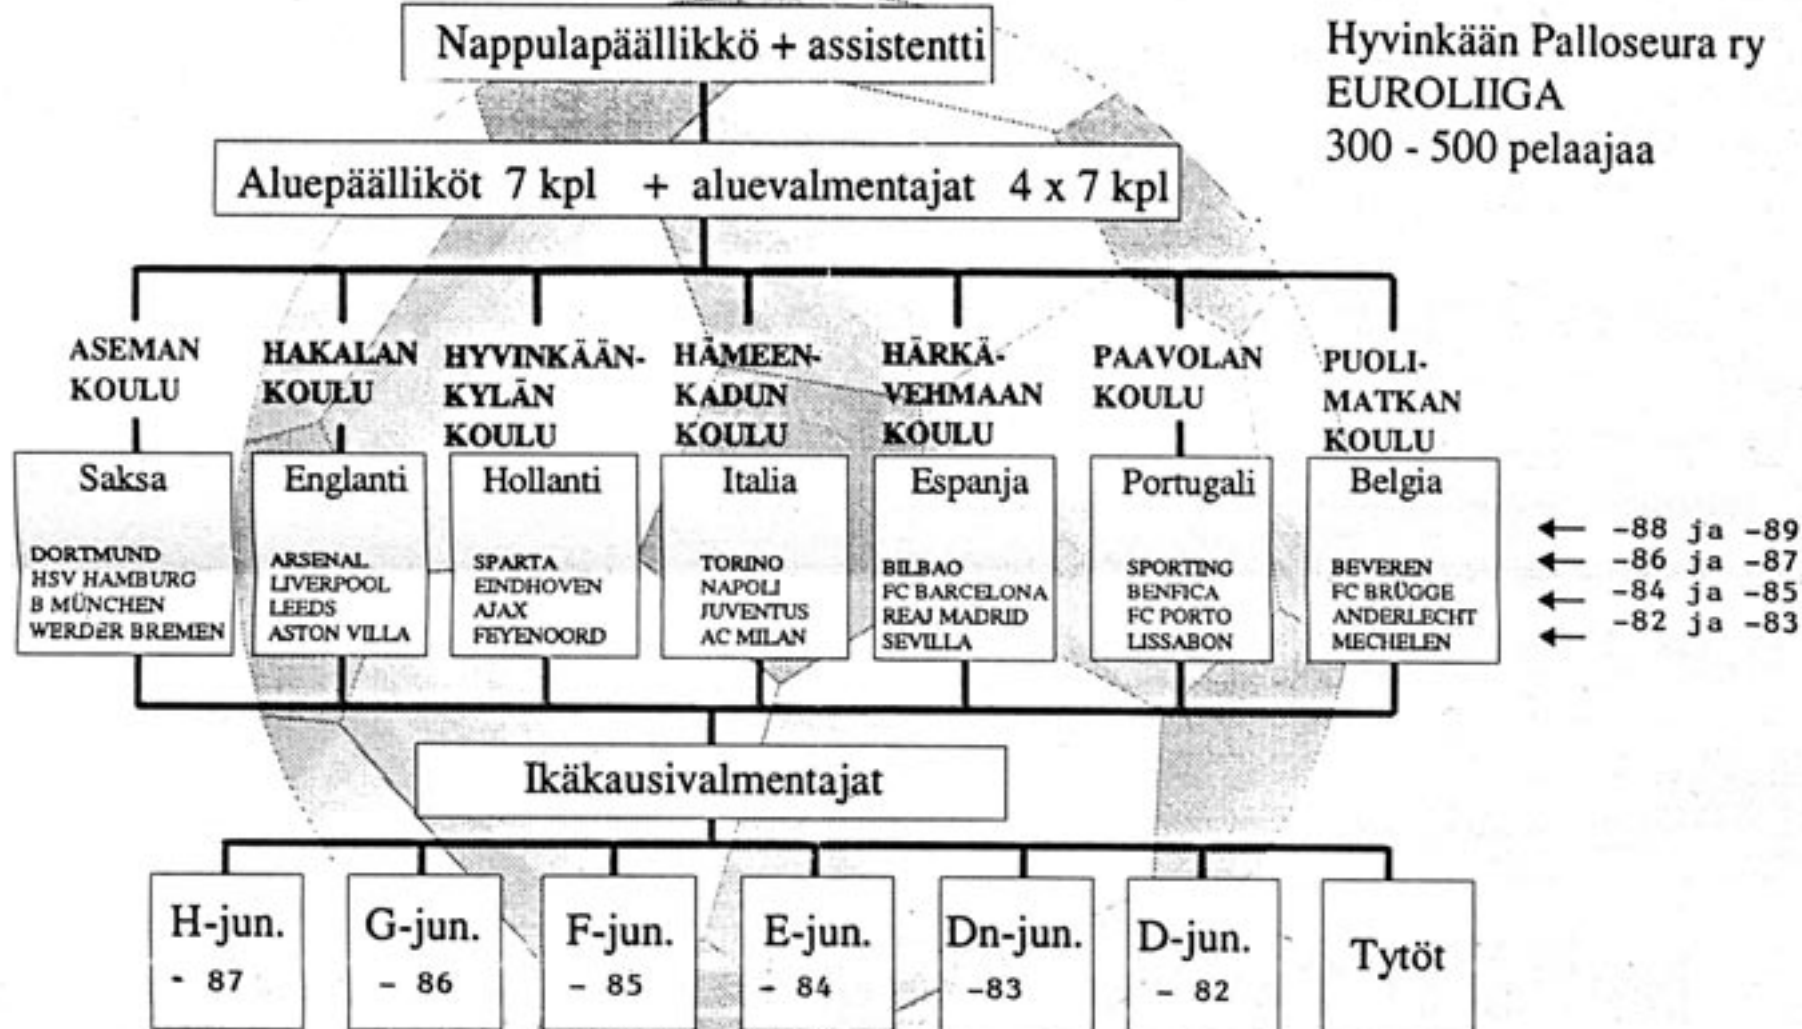 Nappulapäällikkö + assistentti
Hyvinkään Palloseura ry
EUROLIIGA
300 - 500 pelaajaa
Aluepäälliköt 7 kpl + aluevalmentajat 4 x 7 kpl
ASEMAN
KOULU
HAKALAN
KOULU
HYVINKÄÄN-
KYLÄN
KOULU
HÄMEEN-
KADUN
KOULU
HÄRKÄ-
VEHMAAN
KOULU
PAAVOLAN
KOULU
PUOLI-
MATKAN
KOULU
Saksa
DORTMUND
HSV HAMBURG
B MÜNCHEN
WERDER BREMEN
Englanti
ARSENAL
LIVERPOOL
LEEDS
ASTON VILLA
Hollanti
SPARTA
EINDHOVEN
AJAX
FEYENOORD
Italia
TORINO
NAPOLI
JUVENTUS
AC MILAN
Espanja
BILBAO
FC BARCELONA
REAJ MADRID
SEVILLA
Portugali
SPORTING
BENFICA
FC PORTO
LISSABON
Belgia
BEVEREN
FC BRÜGGE
ANDERLECHT
MECHELEN
← -88 ja -89
← -86 ja -87
← -84 ja -85
← -82 ja -83
Ikäkausivalmentajat
H-jun.
- 87
G-jun.
- 86
F-jun.
- 85
E-jun.
- 84
Dn-jun.
-83
D-jun.
- 82
Tytöt